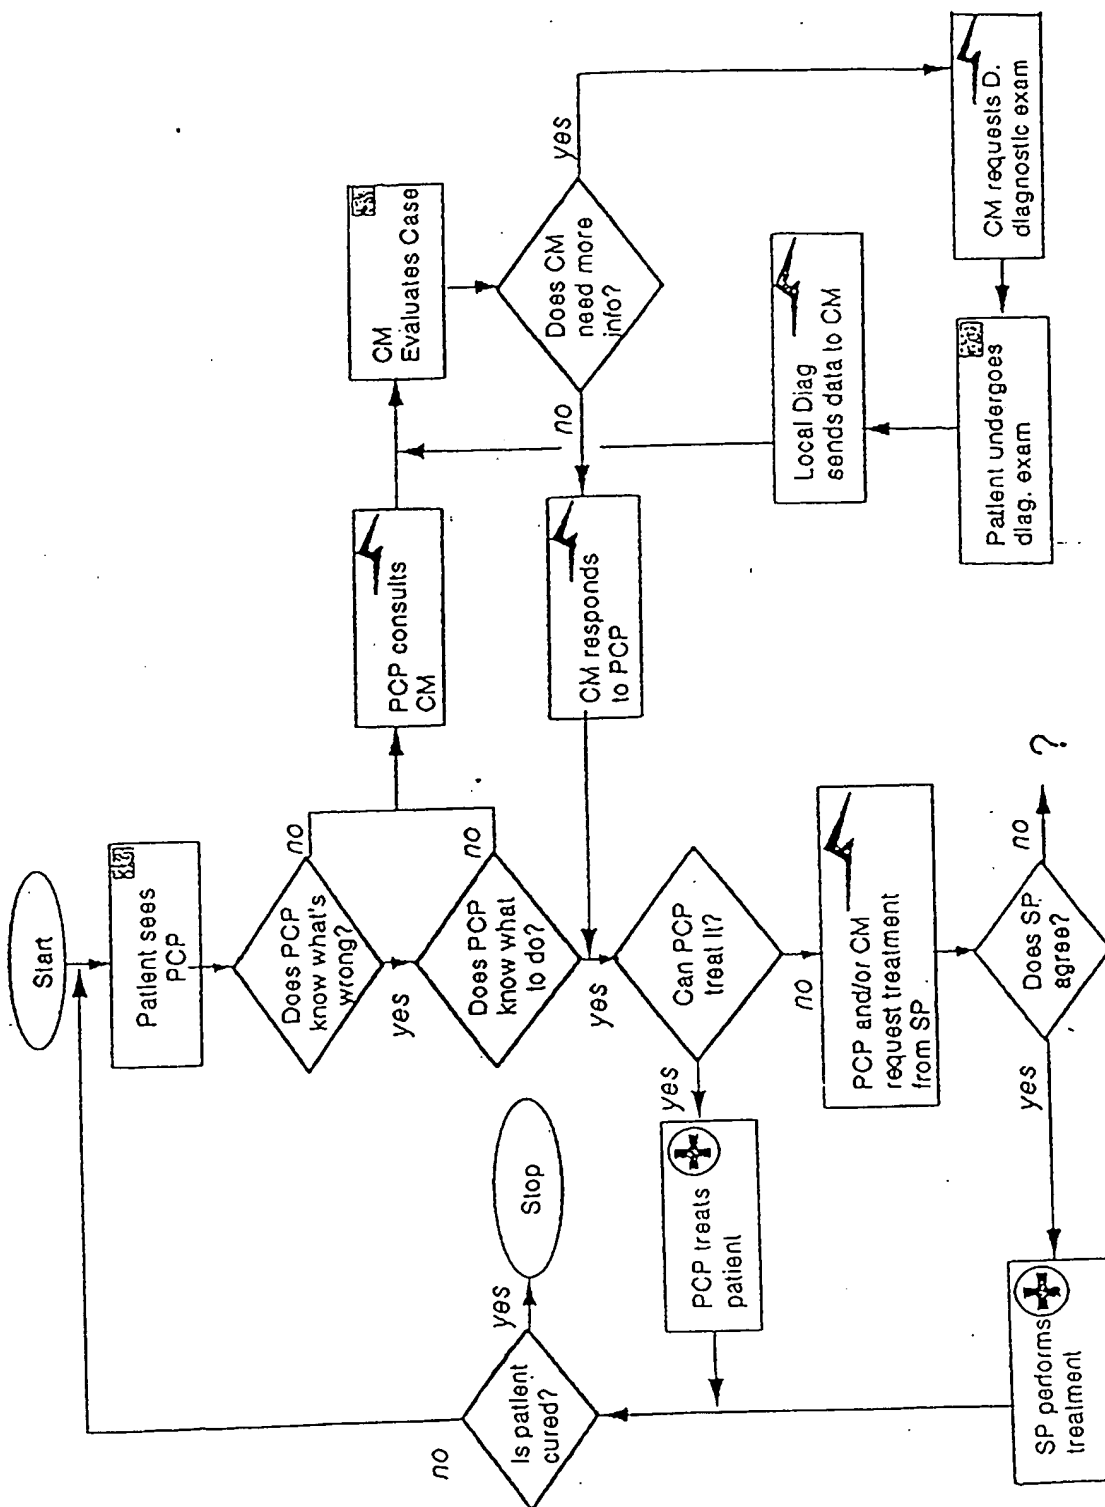 Start
Patient sees
PCP
Does PCP
know what's
wrong?
no
yes
Does PCP
know what
to do?
no
yes
PCP consults
CM
CM
Evaluates Case
Does CM
need more
info?
yes
no
CM requests D.
diagnostic exam
Patient undergoes
diag. exam
Local Diag
sends data to CM
CM responds
to PCP
Can PCP
treat it?
yes
no
PCP treats
patient
PCP and/or CM
request treatment
from SP
Does SP
agree?
no
?
yes
SP performs
treatment
Is patient
cured?
yes
Stop
no